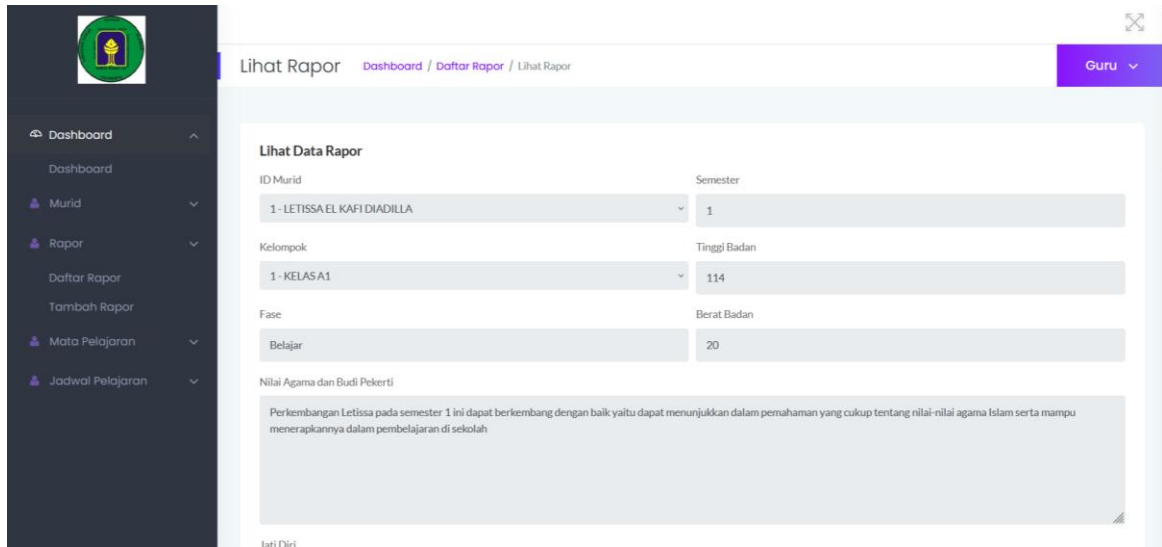 Lihat Rapor Dashboard / Daftar Rapor / Lihat Rapor
Guru
Dashboard
Dashboard
Murid
Rapor
Daftar Rapor
Tambah Rapor
Mata Pelajaran
Jadwal Pelajaran
Lihat Data Rapor
ID Murid
1 - LETISSA EL KAFI DIADILLA
Semester
1
Kelompok
1 - KELAS A1
Tinggi Badan
114
Fase
Belajar
Berat Badan
20
Nilai Agama dan Budi Pekerti
Perkembangan Letissa pada semester 1 ini dapat berkembang dengan baik yaitu dapat menunjukkan dalam pemahaman yang cukup tentang nilai-nilai agama Islam serta mampu
menerapkannya dalam pembelajaran di sekolah
Jati Diri